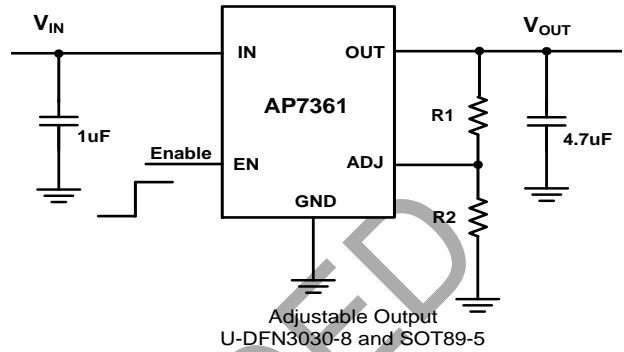 VIN
VOUT
IN
OUT
AP7361
R1
1uF
4.7uF
Enable
EN
ADJ
GND
R2
Adjustable Output
U-DFN3030-8 and SOT89-5